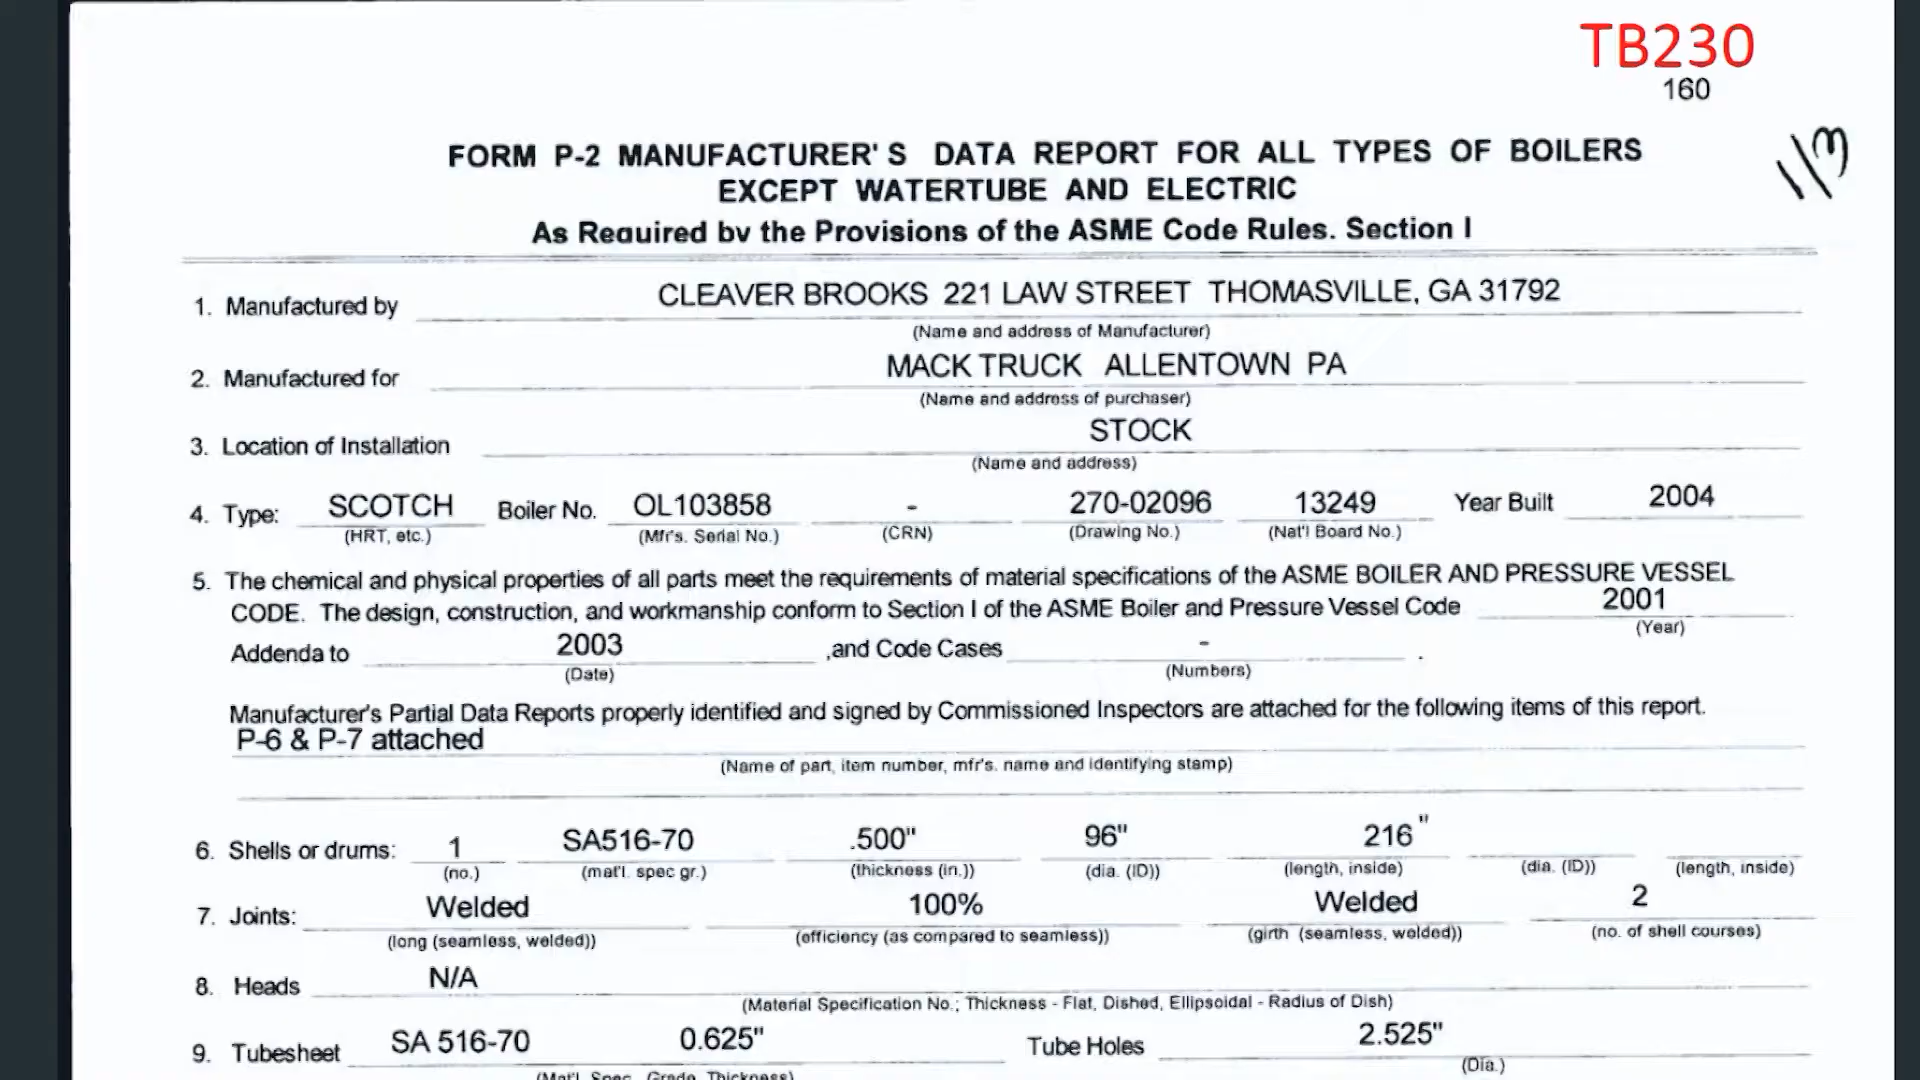 TB230
160
11/3
FORM P-2 MANUFACTURER'S DATA REPORT FOR ALL TYPES OF BOILERS
EXCEPT WATERTUBE AND ELECTRIC
As Required by the Provisions of the ASME Code Rules. Section I
1. Manufactured by CLEAVER BROOKS 221 LAW STREET THOMASVILLE, GA 31792
(Name and address of Manufacturer)
2. Manufactured for MACK TRUCK ALLENTOWN PA
(Name and address of purchaser)
3. Location of Installation STOCK
(Name and address)
4. Type: SCOTCH Boiler No. OL103858 - 270-02096 13249 Year Built 2004
(HRT, etc.) (Mfr's. Serial No.) (CRN) (Drawing No.) (Nat'l Board No.)
5. The chemical and physical properties of all parts meet the requirements of material specifications of the ASME BOILER AND PRESSURE VESSEL
CODE. The design, construction, and workmanship conform to Section I of the ASME Boiler and Pressure Vessel Code 2001
(Year)
Addenda to 2003 ,and Code Cases - .
(Date) (Numbers)
Manufacturer's Partial Data Reports properly identified and signed by Commissioned Inspectors are attached for the following items of this report.
P-6 & P-7 attached
(Name of part, item number, mfr's. name and identifying stamp)
6. Shells or drums: 1 SA516-70 .500" 96" 216 "
(no.) (mat'l. spec gr.) (thickness (in.)) (dia. (ID)) (length, inside) (dia. (ID)) (length, inside)
7. Joints: Welded 100% Welded 2
(long (seamless, welded)) (efficiency (as compared to seamless)) (girth (seamless, welded)) (no. of shell courses)
8. Heads N/A
(Material Specification No.; Thickness - Flat, Dished, Ellipsoidal - Radius of Dish)
9. Tubesheet SA 516-70 0.625" Tube Holes 2.525"
(Mat'l. Spec., Grade, Thickness) (Dia.)